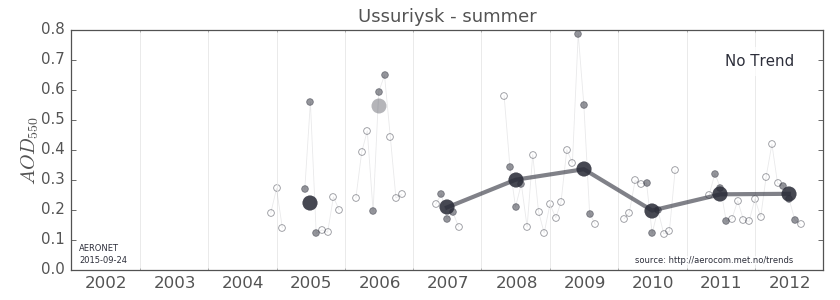 Ussuriysk - summer
0.8
0.7
0.6
0.5
0.4
0.3
0.2
0.1
0.0
AOD550
No Trend
AERONET
2015-09-24
source: http://aerocom.met.no/trends
2002 2003 2004 2005 2006 2007 2008 2009 2010 2011 2012